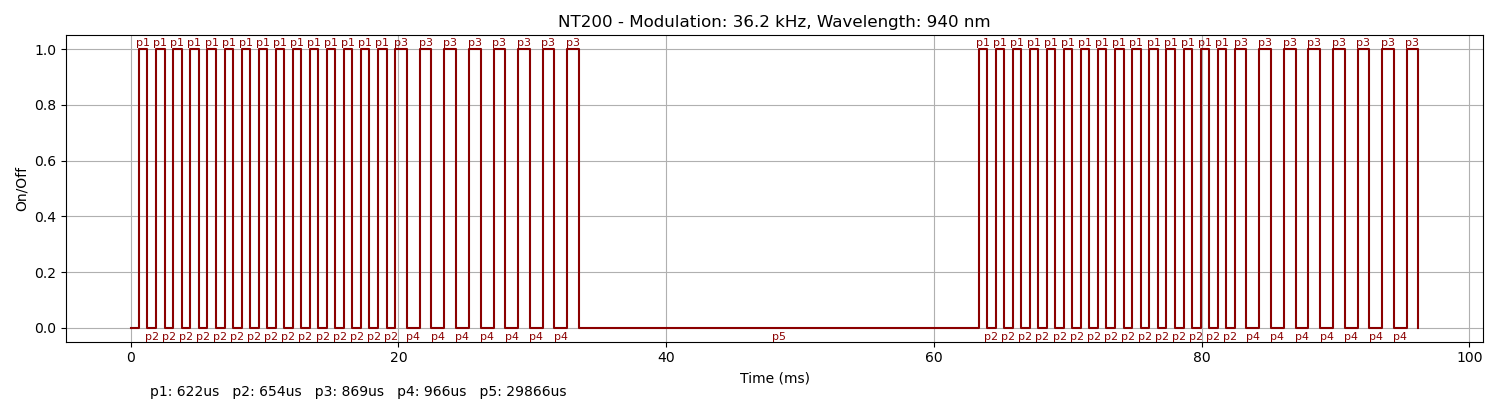 NT200 - Modulation: 36.2 kHz, Wavelength: 940 nm
p1 p1 p1 p1 p1 p1 p1 p1 p1 p1 p1 p1 p1 p1 p1 p3 p3 p3 p3 p3 p3 p3 p3 p1 p1 p1 p1 p1 p1 p1 p1 p1 p1 p1 p1 p1 p1 p1 p3 p3 p3 p3 p3 p3 p3 p3
1.0
0.8
0.6
0.4
0.2
0.0
On/Off
p2 p2 p2 p2 p2 p2 p2 p2 p2 p2 p2 p2 p2 p2 p2 p4 p4 p4 p4 p4 p4 p4 p5 p2 p2 p2 p2 p2 p2 p2 p2 p2 p2 p2 p2 p2 p2 p2 p4 p4 p4 p4 p4 p4 p4
0 20 40 60 80 100
Time (ms)
p1: 622us p2: 654us p3: 869us p4: 966us p5: 29866us